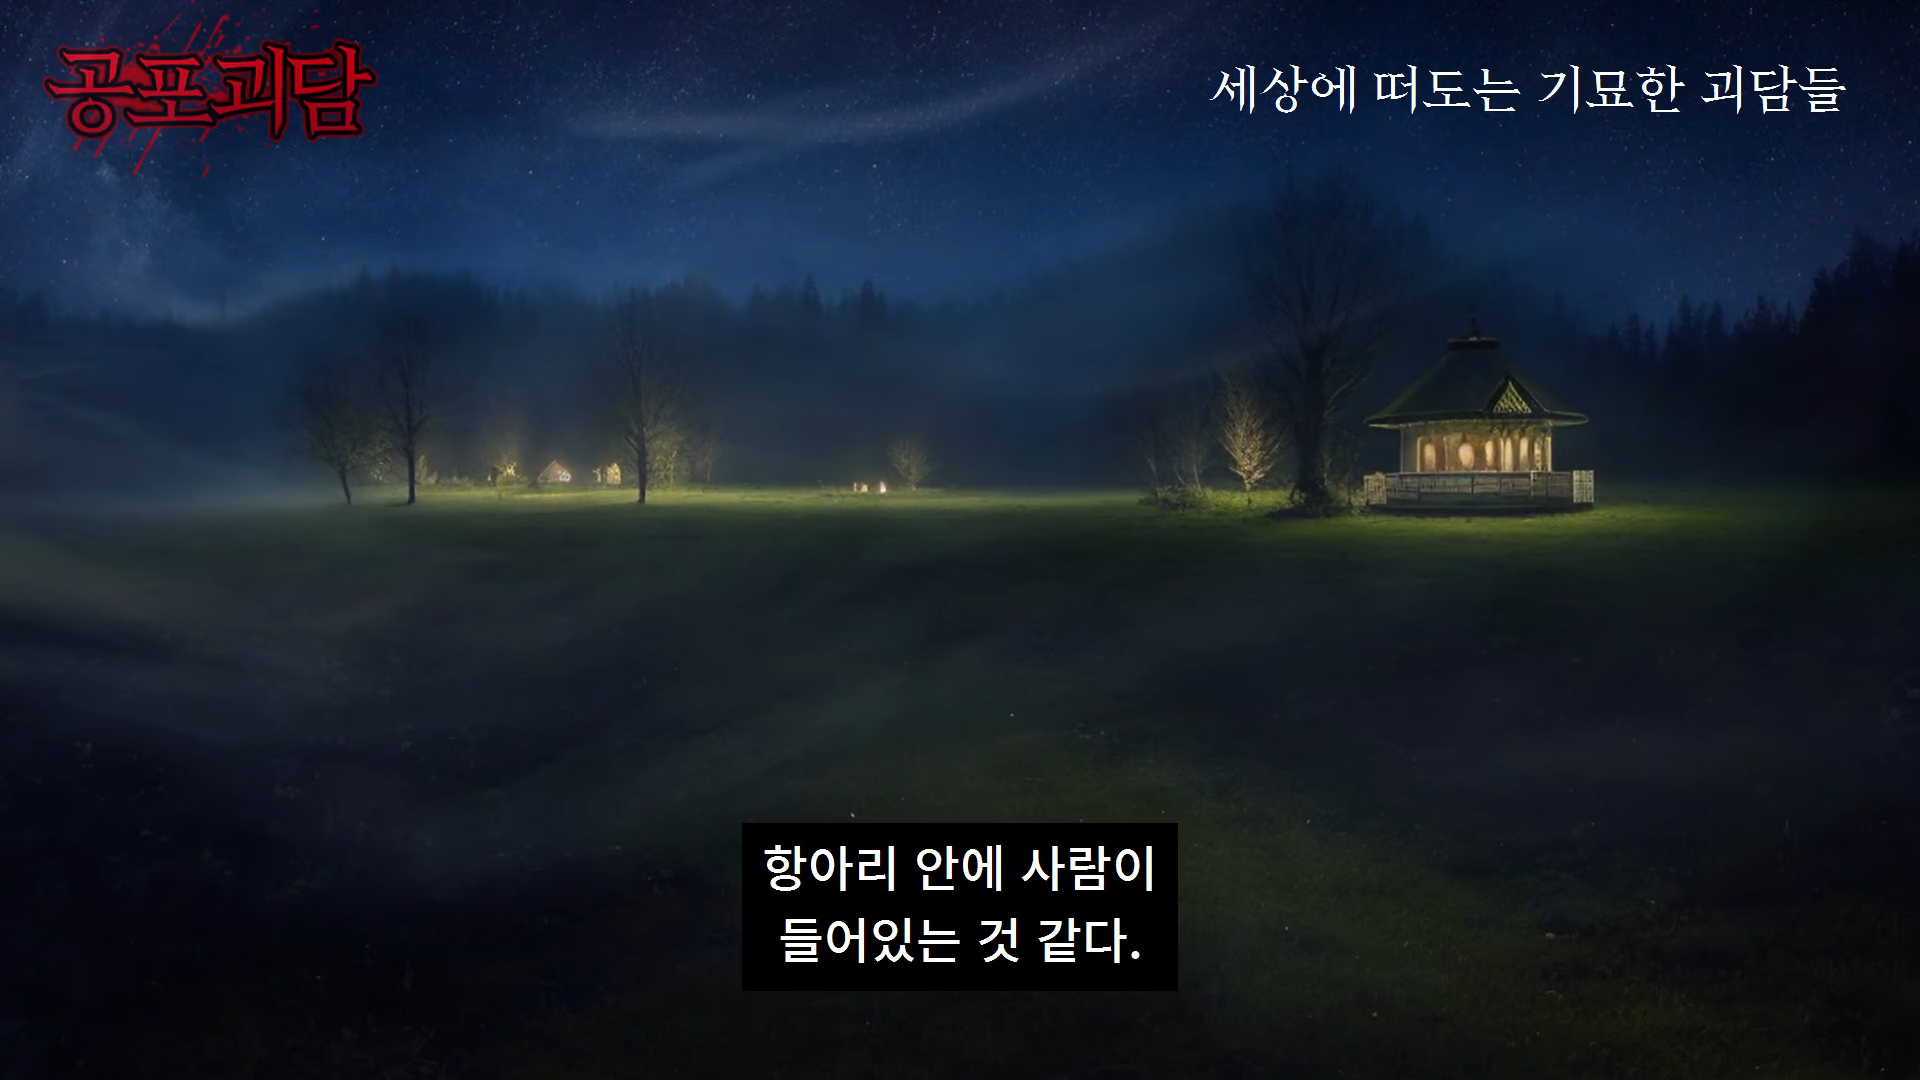 공포괴담
세상에 떠도는 기묘한 괴담들
항아리 안에 사람이
들어있는 것 같다.